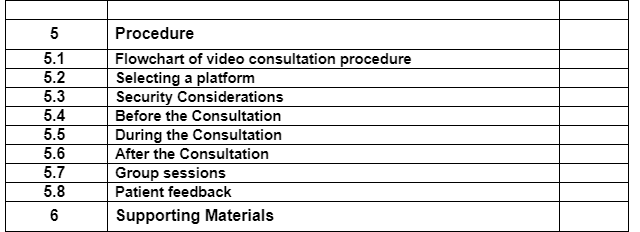 5 Procedure
5.1 Flowchart of video consultation procedure
5.2 Selecting a platform
5.3 Security Considerations
5.4 Before the Consultation
5.5 During the Consultation
5.6 After the Consultation
5.7 Group sessions
5.8 Patient feedback
6 Supporting Materials